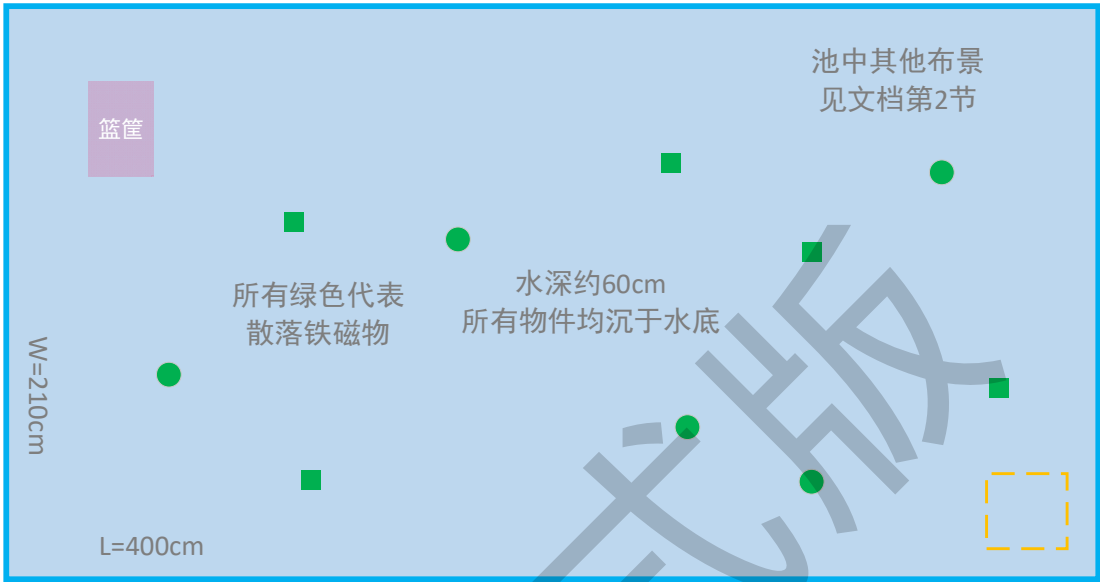 池中其他布景
见文档第2节
篮筐
所有绿色代表
散落铁磁物
水深约60cm
所有物件均沉于水底
W=210cm
L=400cm
式版